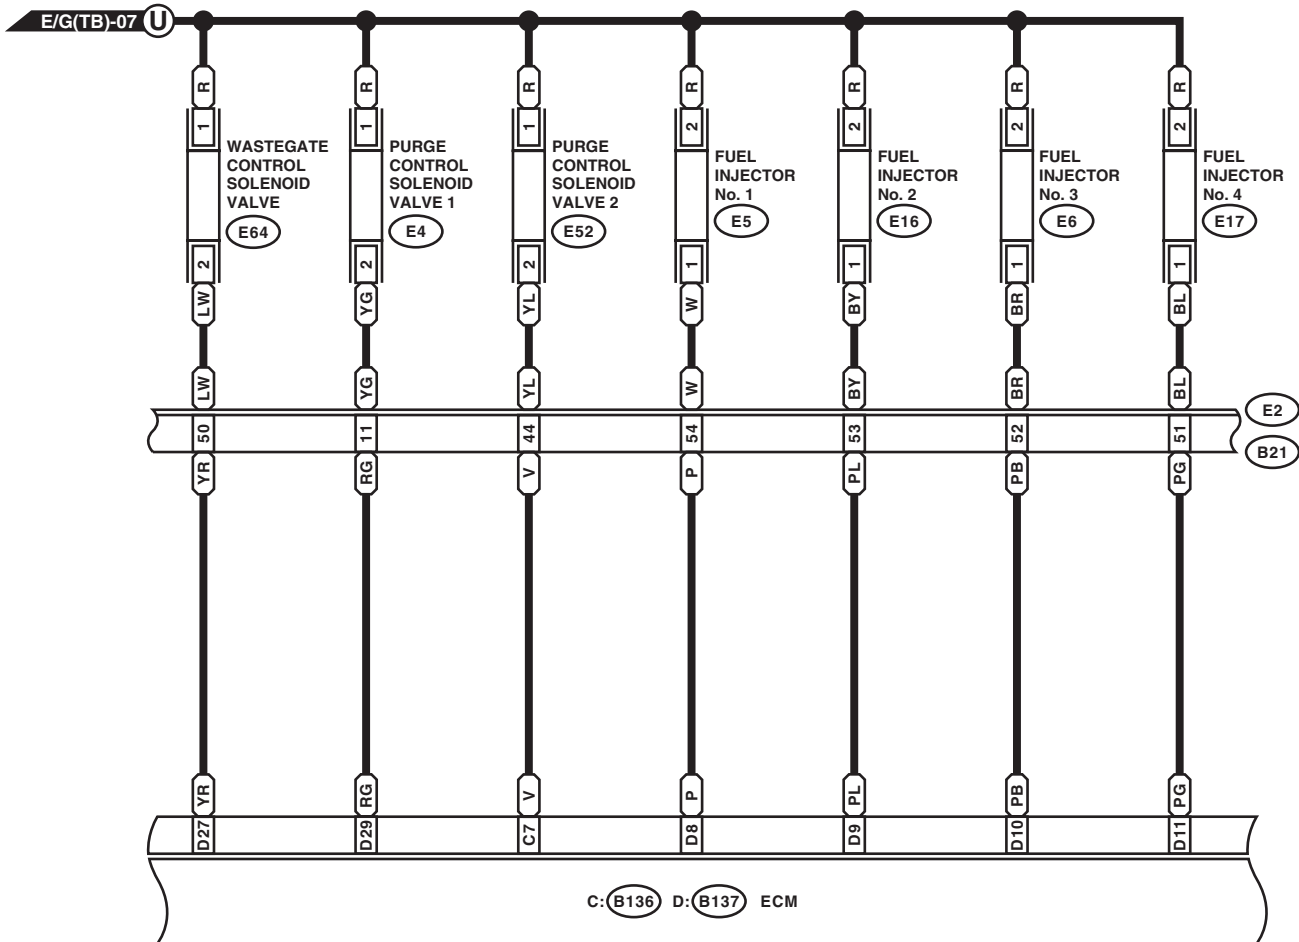 E/G(TB)-07 U
R R R R R R R
1 1 1 2 2 2 2
WASTEGATE
CONTROL
SOLENOID
VALVE
E64
PURGE
CONTROL
SOLENOID
VALVE 1
E4
PURGE
CONTROL
SOLENOID
VALVE 2
E52
FUEL
INJECTOR
No. 1
E5
FUEL
INJECTOR
No. 2
E16
FUEL
INJECTOR
No. 3
E6
FUEL
INJECTOR
No. 4
E17
2 2 2 1 1 1 1
LW YG YL W BY BR BL
LW YG YL W BY BR BL
E2
50 11 44 54 53 52 51
B21
YR RG V P PL PB PG
YR RG V P PL PB PG
D27 D29 C7 D8 D9 D10 D11
C: B136 D: B137 ECM